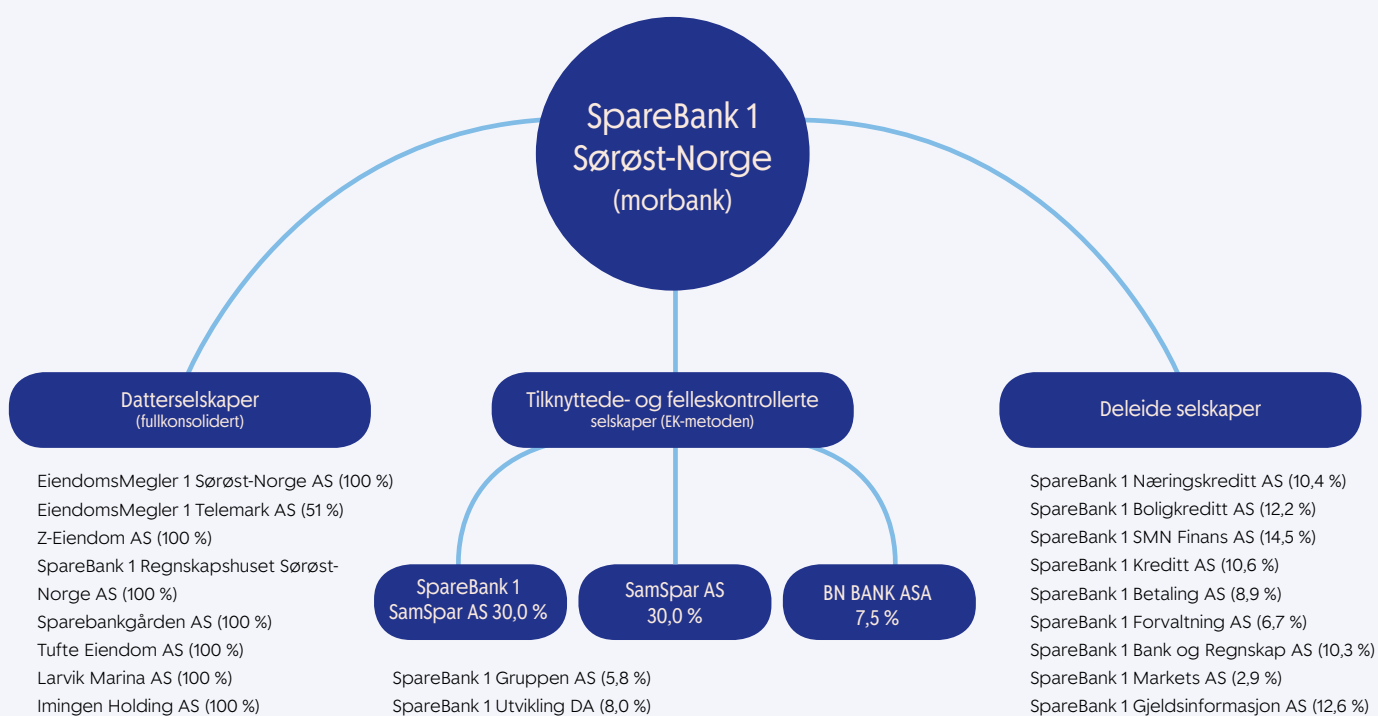 SpareBank 1
Sørøst-Norge
(morbank)
Datterselskaper
(fullkonsolidert)
EiendomsMegler 1 Sørøst-Norge AS (100 %)
EiendomsMegler 1 Telemark AS (51 %)
Z-Eiendom AS (100 %)
SpareBank 1 Regnskapshuset Sørøst-
Norge AS (100 %)
Sparebankgården AS (100 %)
Tufte Eiendom AS (100 %)
Larvik Marina AS (100 %)
Imingen Holding AS (100 %)
Tilknyttede- og felleskontrollerte
selskaper (EK-metoden)
SpareBank 1
SamSpar AS 30,0 %
SamSpar AS
30,0 %
BN BANK ASA
7,5 %
SpareBank 1 Gruppen AS (5,8 %)
SpareBank 1 Utvikling DA (8,0 %)
Deleide selskaper
SpareBank 1 Næringskreditt AS (10,4 %)
SpareBank 1 Boligkreditt AS (12,2 %)
SpareBank 1 SMN Finans AS (14,5 %)
SpareBank 1 Kreditt AS (10,6 %)
SpareBank 1 Betaling AS (8,9 %)
SpareBank 1 Forvaltning AS (6,7 %)
SpareBank 1 Bank og Regnskap AS (10,3 %)
SpareBank 1 Markets AS (2,9 %)
SpareBank 1 Gjeldsinformasjon AS (12,6 %)